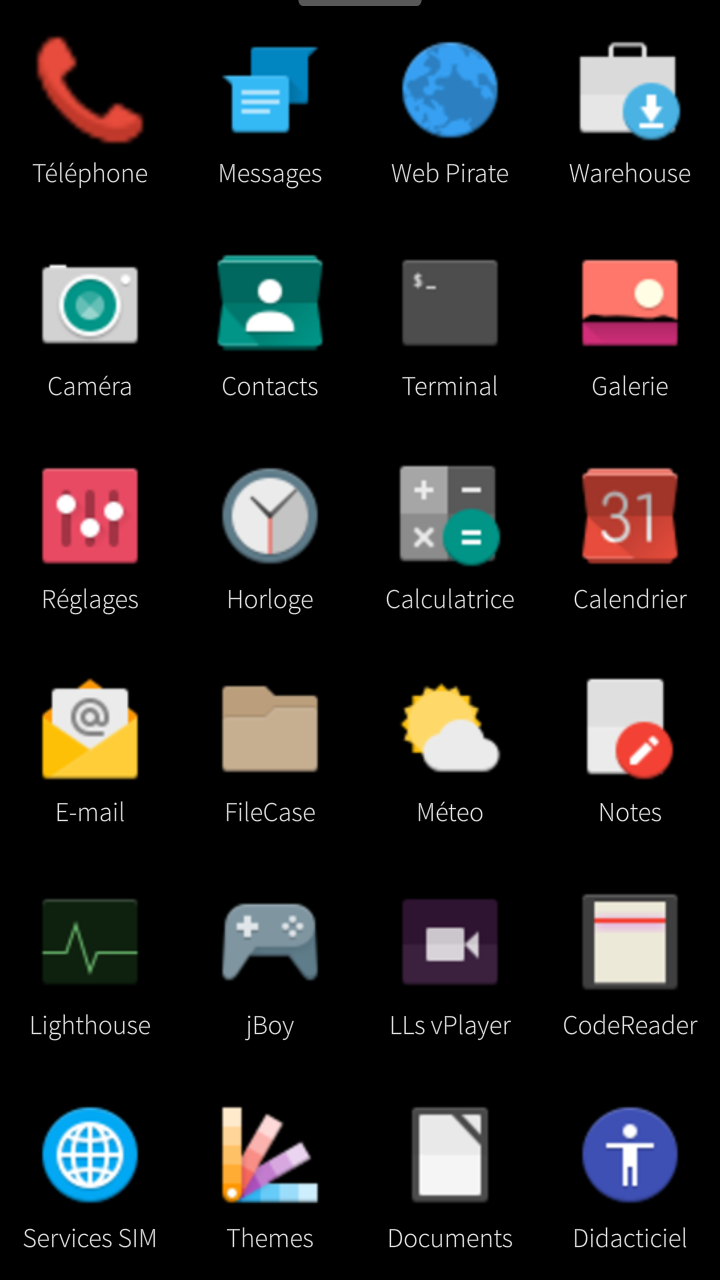 Téléphone
Messages
Web Pirate
Warehouse
$_
Caméra
Contacts
Terminal
Galerie
31
Réglages
Horloge
Calculatrice
Calendrier
@
E-mail
FileCase
Méteo
Notes
Lighthouse
jBoy
LLs vPlayer
CodeReader
Services SIM
Themes
Documents
Didacticiel